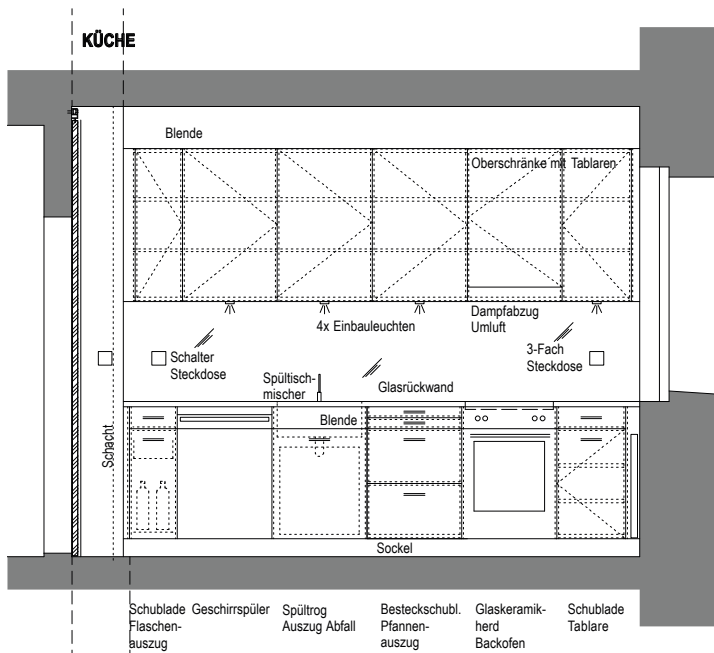 KÜCHE
Blende
Oberschränke mit Tablaren
4x Einbauleuchten
Dampfabzug
Umluft
Schalter
Steckdose
3-Fach
Steckdose
Spültisch-
mischer
Glasrückwand
Blende
Schacht
Sockel
Schublade
Flaschen-
auszug
Geschirrspüler
Spültrog
Auszug Abfall
Besteckschubl.
Pfannen-
auszug
Glaskeramik-
herd
Backofen
Schublade
Tablare